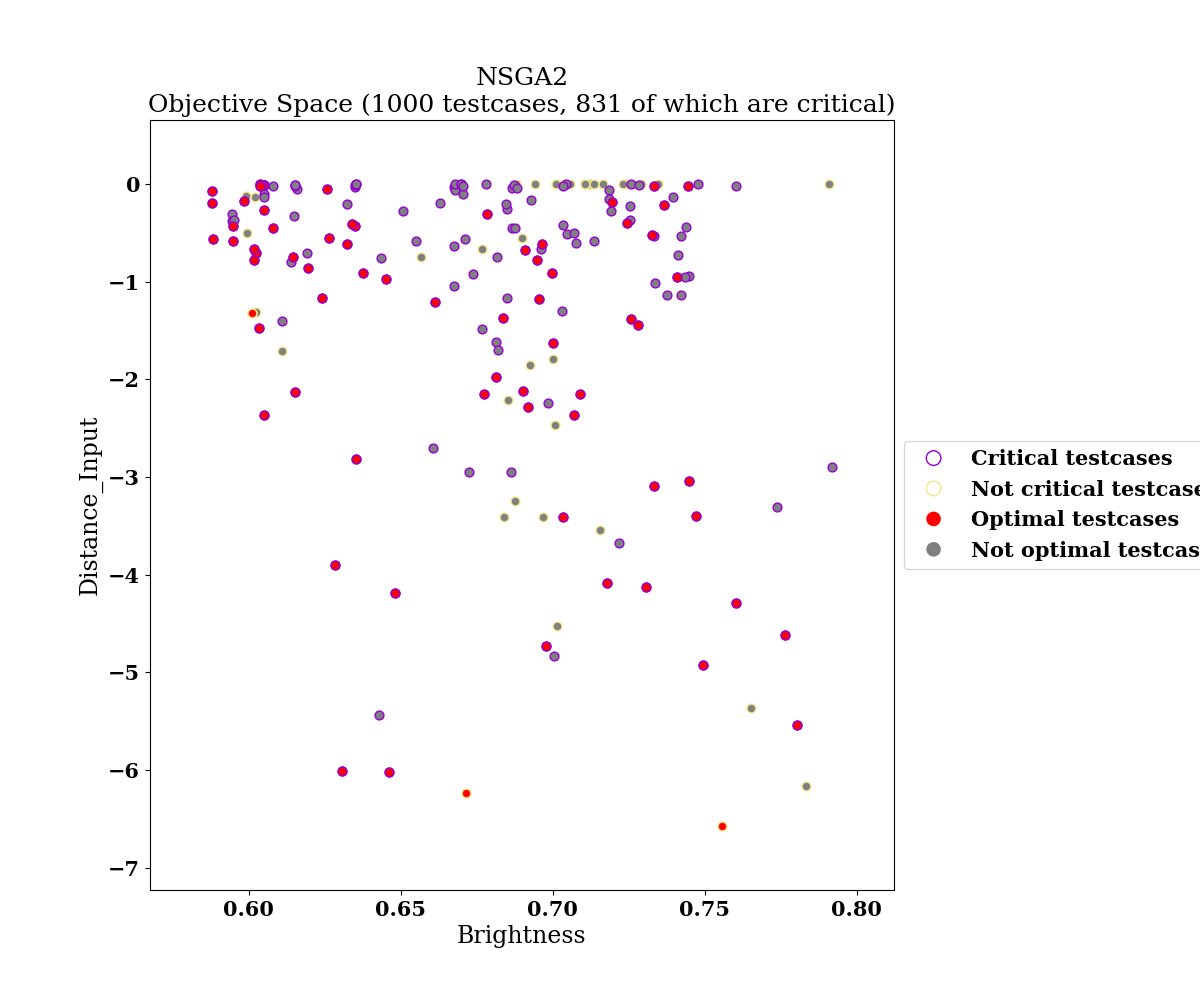 NSGA2
Objective Space (1000 testcases, 831 of which are critical)
0
−1
−2
−3
−4
−5
−6
−7
Distance_Input
0.60 0.65 0.70 0.75 0.80
Brightness
Critical testcases
Not critical testcase
Optimal testcases
Not optimal testcas